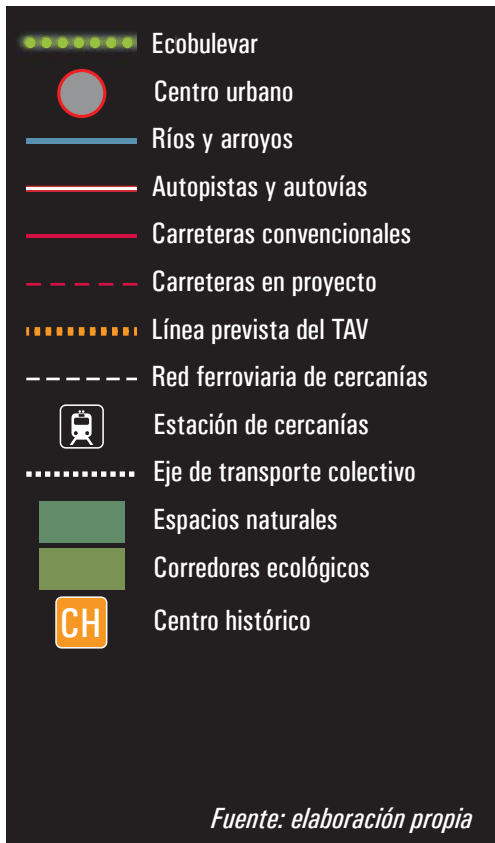 Ecobulevar
Centro urbano
Ríos y arroyos
Autopistas y autovías
Carreteras convencionales
Carreteras en proyecto
Línea prevista del TAV
Red ferroviaria de cercanías
Estación de cercanías
Eje de transporte colectivo
Espacios naturales
Corredores ecológicos
CH Centro histórico
Fuente: elaboración propia